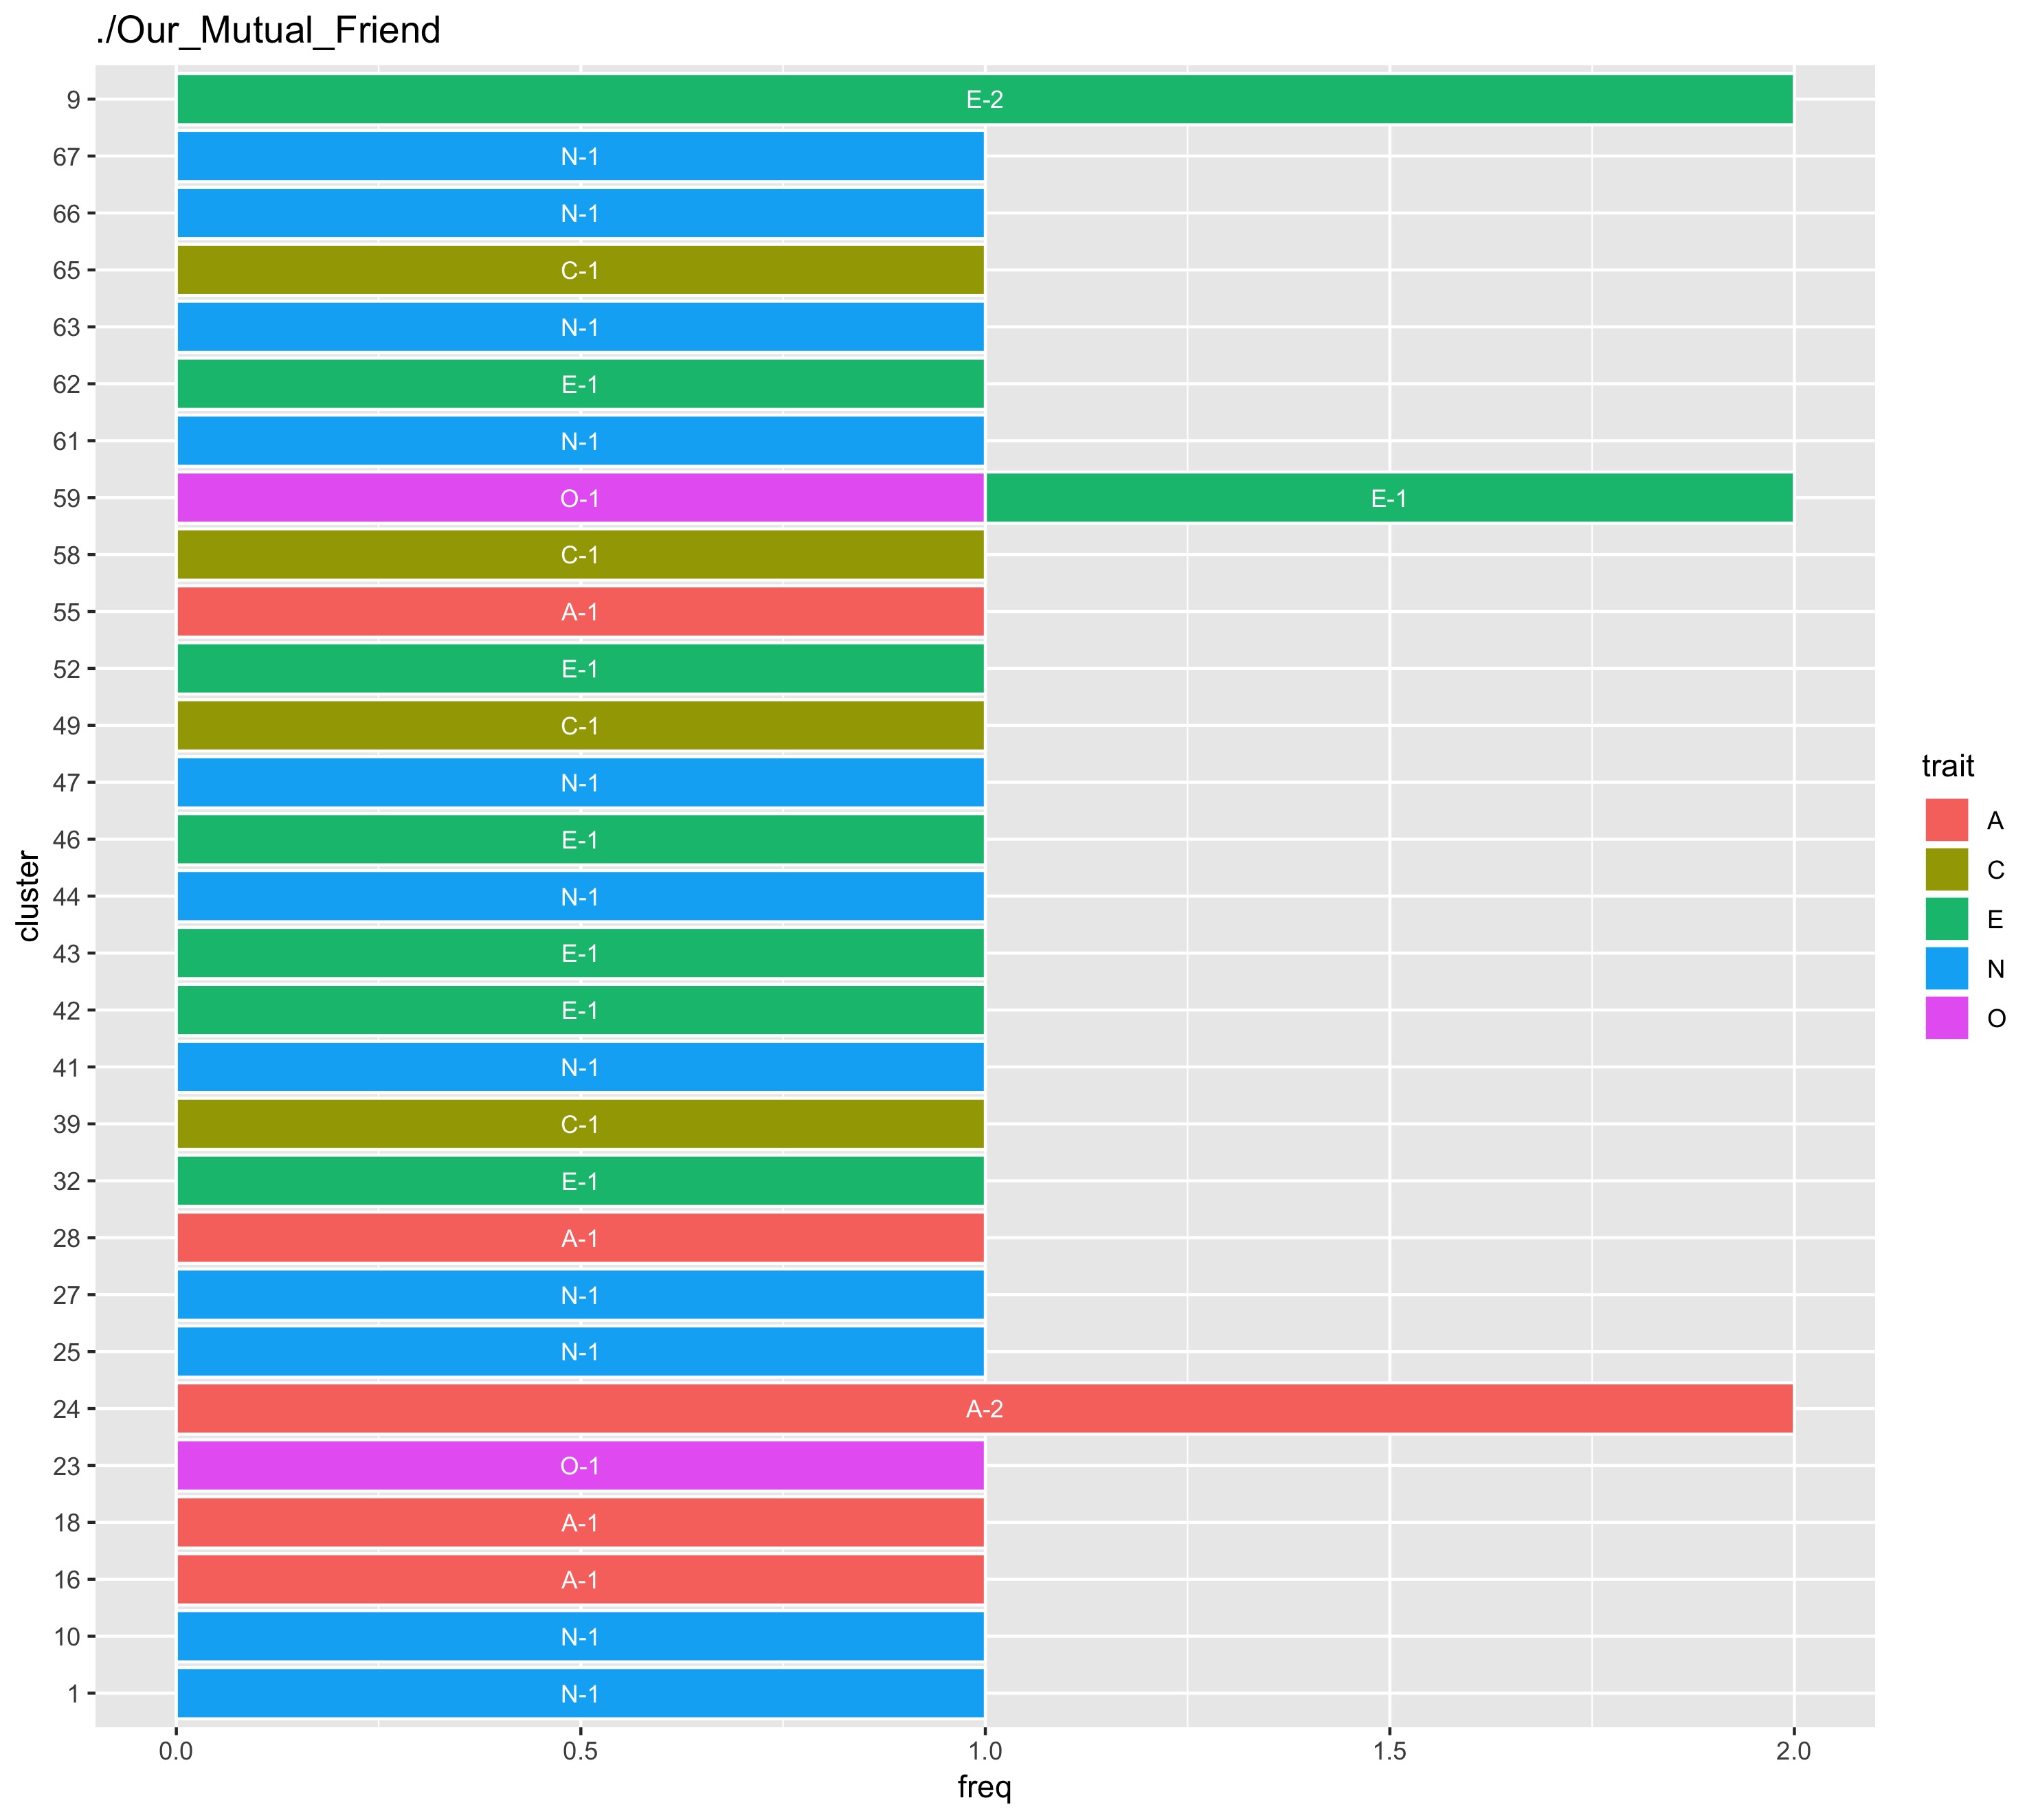 ./Our_Mutual_Friend
9 E-2
67 N-1
66 N-1
65 C-1
63 N-1
62 E-1
61 N-1
59 O-1 E-1
58 C-1
55 A-1
52 E-1
49 C-1
47 N-1
46 E-1
44 N-1
43 E-1
42 E-1
41 N-1
39 C-1
32 E-1
28 A-1
27 N-1
25 N-1
24 A-2
23 O-1
18 A-1
16 A-1
10 N-1
1 N-1
0.0 0.5 1.0 1.5 2.0
freq
cluster
trait
A
C
E
N
O